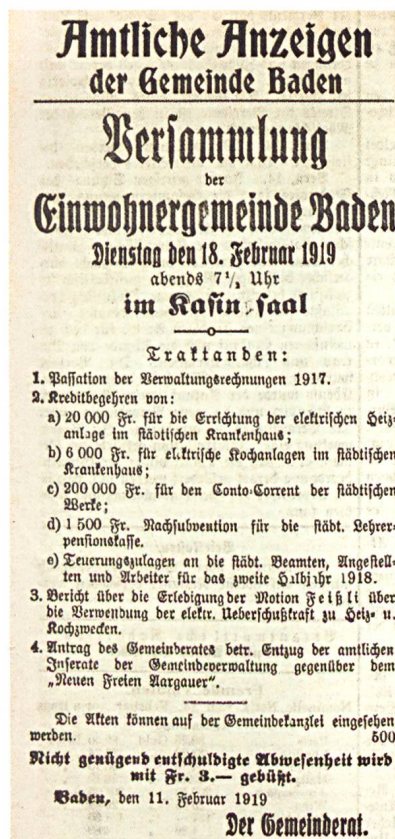 Amtliche Anzeigen
der Gemeinde Baden
Versammlung
der
Einwohnergemeinde Baden
Dienstag den 18. Februar 1919
abends 7½ Uhr
im Kasinosaal
Traktanden:
1. Passation der Verwaltungsrechnungen 1917.
2. Kreditbegehren von:
a) 20 000 Fr. für die Errichtung der elektrischen Heiz-
anlage im städtischen Krankenhaus;
b) 6 000 Fr. für elektrische Kochanlagen im städtischen
Krankenhaus;
c) 200 000 Fr. für den Conto-Corrent der städtischen
Werke;
d) 1 500 Fr. Nachsubvention für die städt. Lehrer-
pensionskasse.
e) Teuerungszulagen an die städt. Beamten, Angestell-
ten und Arbeiter für das zweite Halbjahr 1918.
3. Bericht über die Erledigung der Motion Feißli über
die Verwendung der elektr. Ueberschußkraft zu Heiz- u.
Kochzwecken.
4. Antrag des Gemeinderates betr. Entzug der amtlichen
Inserate der Gemeindeverwaltung gegenüber dem
„Neuen Freien Aargauer".
Die Akten können auf der Gemeindekanzlei eingesehen
werden. 500
Nicht genügend entschuldigte Abwesenheit wird
mit Fr. 3.— gebüßt.
Baden, den 11. Februar 1919
Der Gemeinderat.